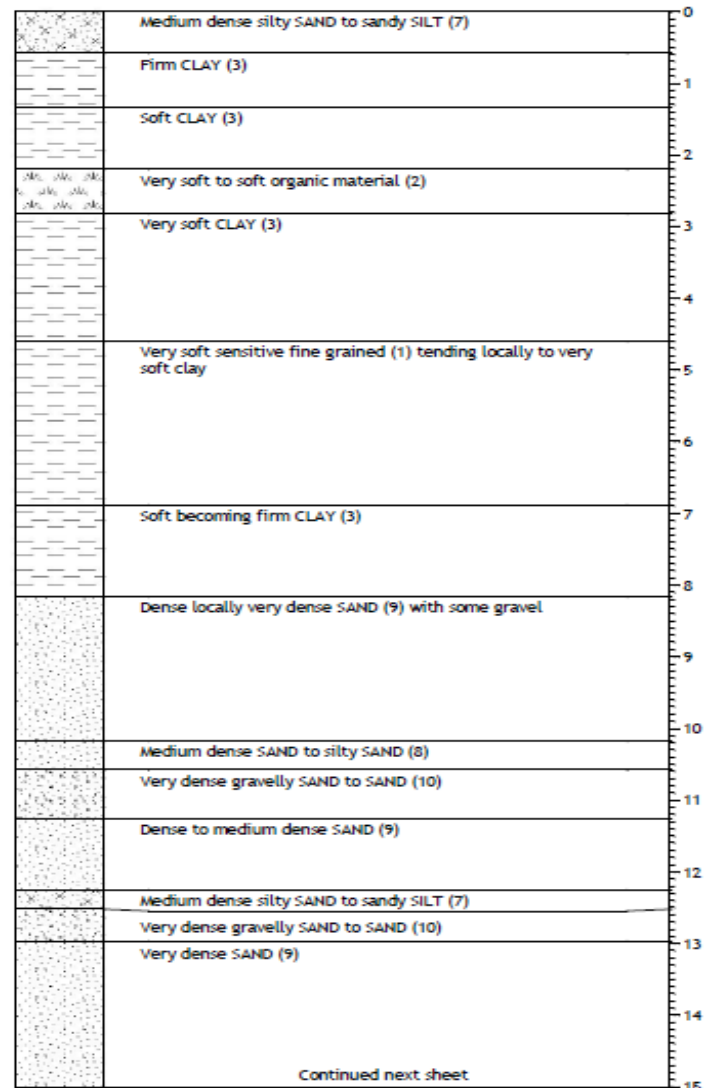 0
Medium dense silty SAND to sandy SILT (7)
Firm CLAY (3)
1
Soft CLAY (3)
2
Very soft to soft organic material (2)
Very soft CLAY (3)
3
4
Very soft sensitive fine grained (1) tending locally to very
soft clay
5
6
Soft becoming firm CLAY (3)
7
8
Dense locally very dense SAND (9) with some gravel
9
10
Medium dense SAND to silty SAND (8)
Very dense gravelly SAND to SAND (10)
11
Dense to medium dense SAND (9)
12
Medium dense silty SAND to sandy SILT (7)
Very dense gravelly SAND to SAND (10)
13
Very dense SAND (9)
14
Continued next sheet
15